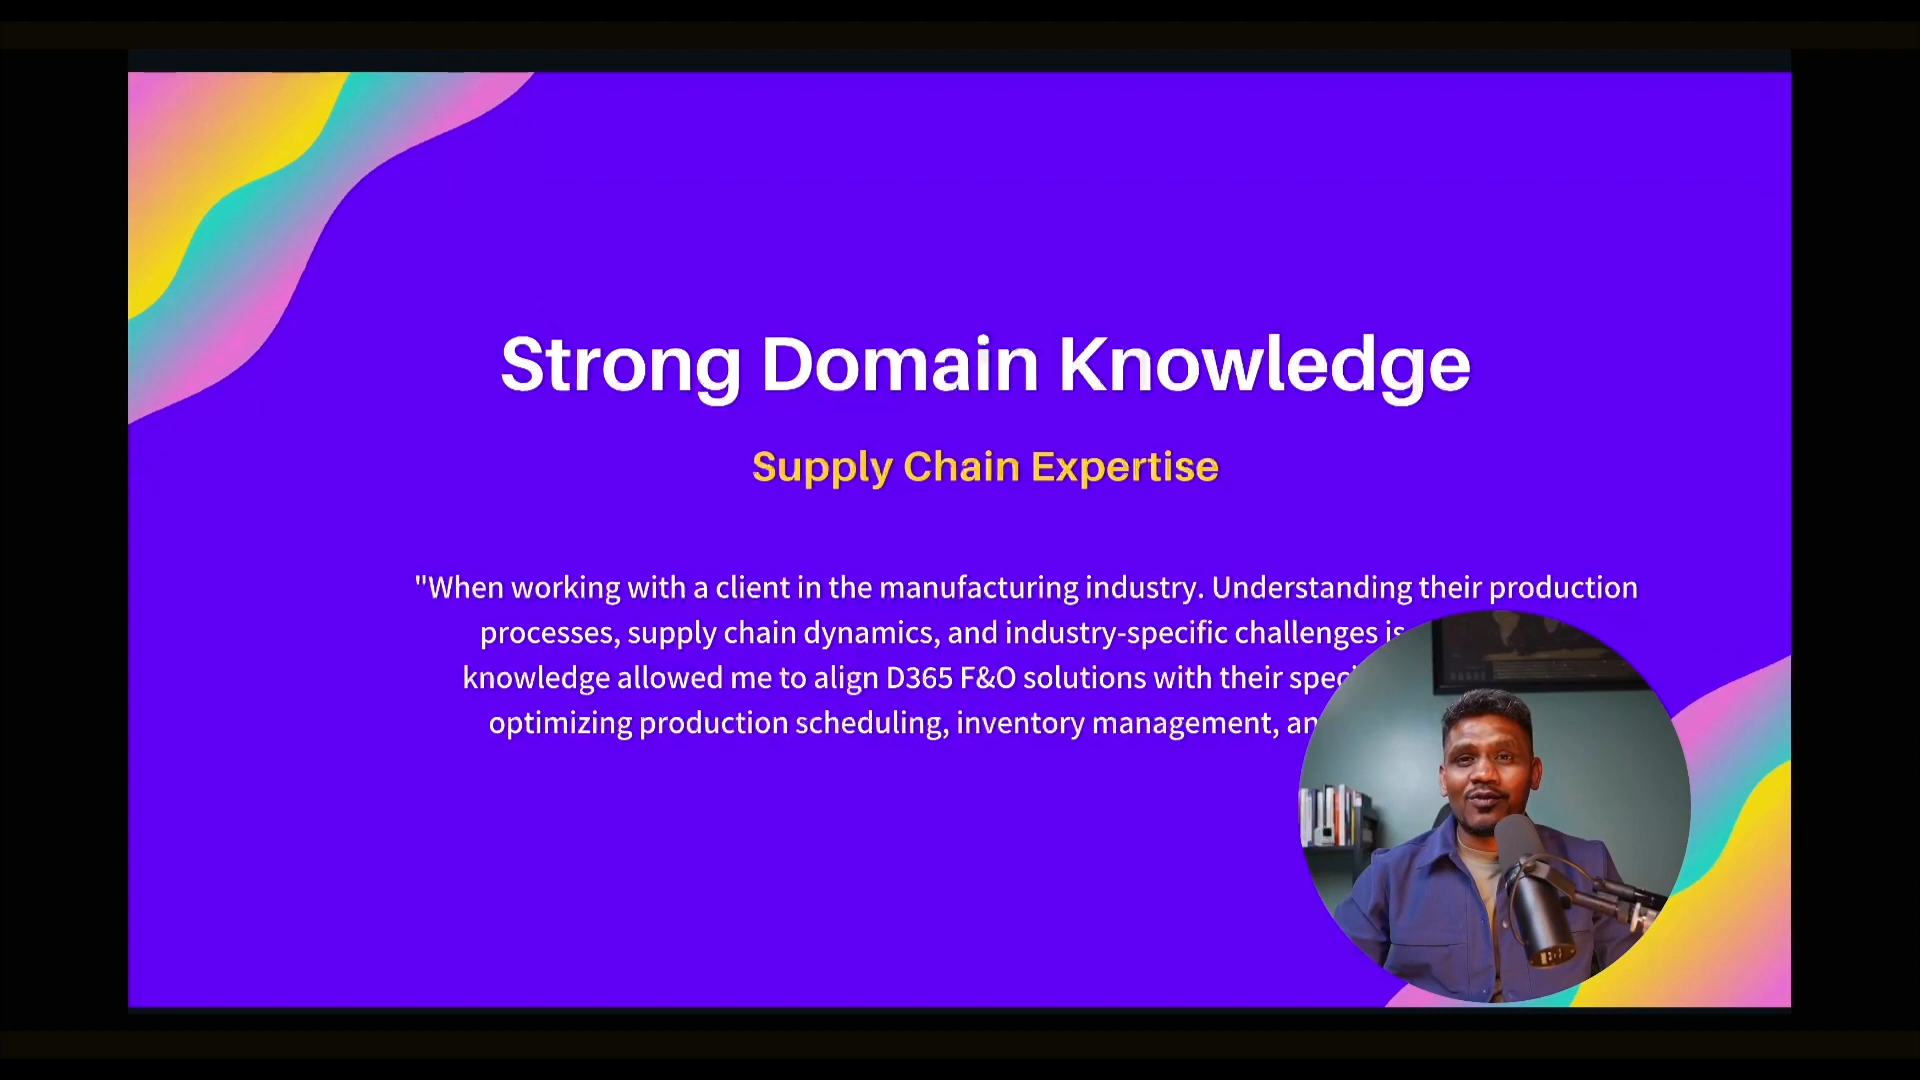 Strong Domain Knowledge
Supply Chain Expertise
"When working with a client in the manufacturing industry. Understanding their production
processes, supply chain dynamics, and industry-specific challenges is
knowledge allowed me to align D365 F&O solutions with their
optimizing production scheduling, inventory management,